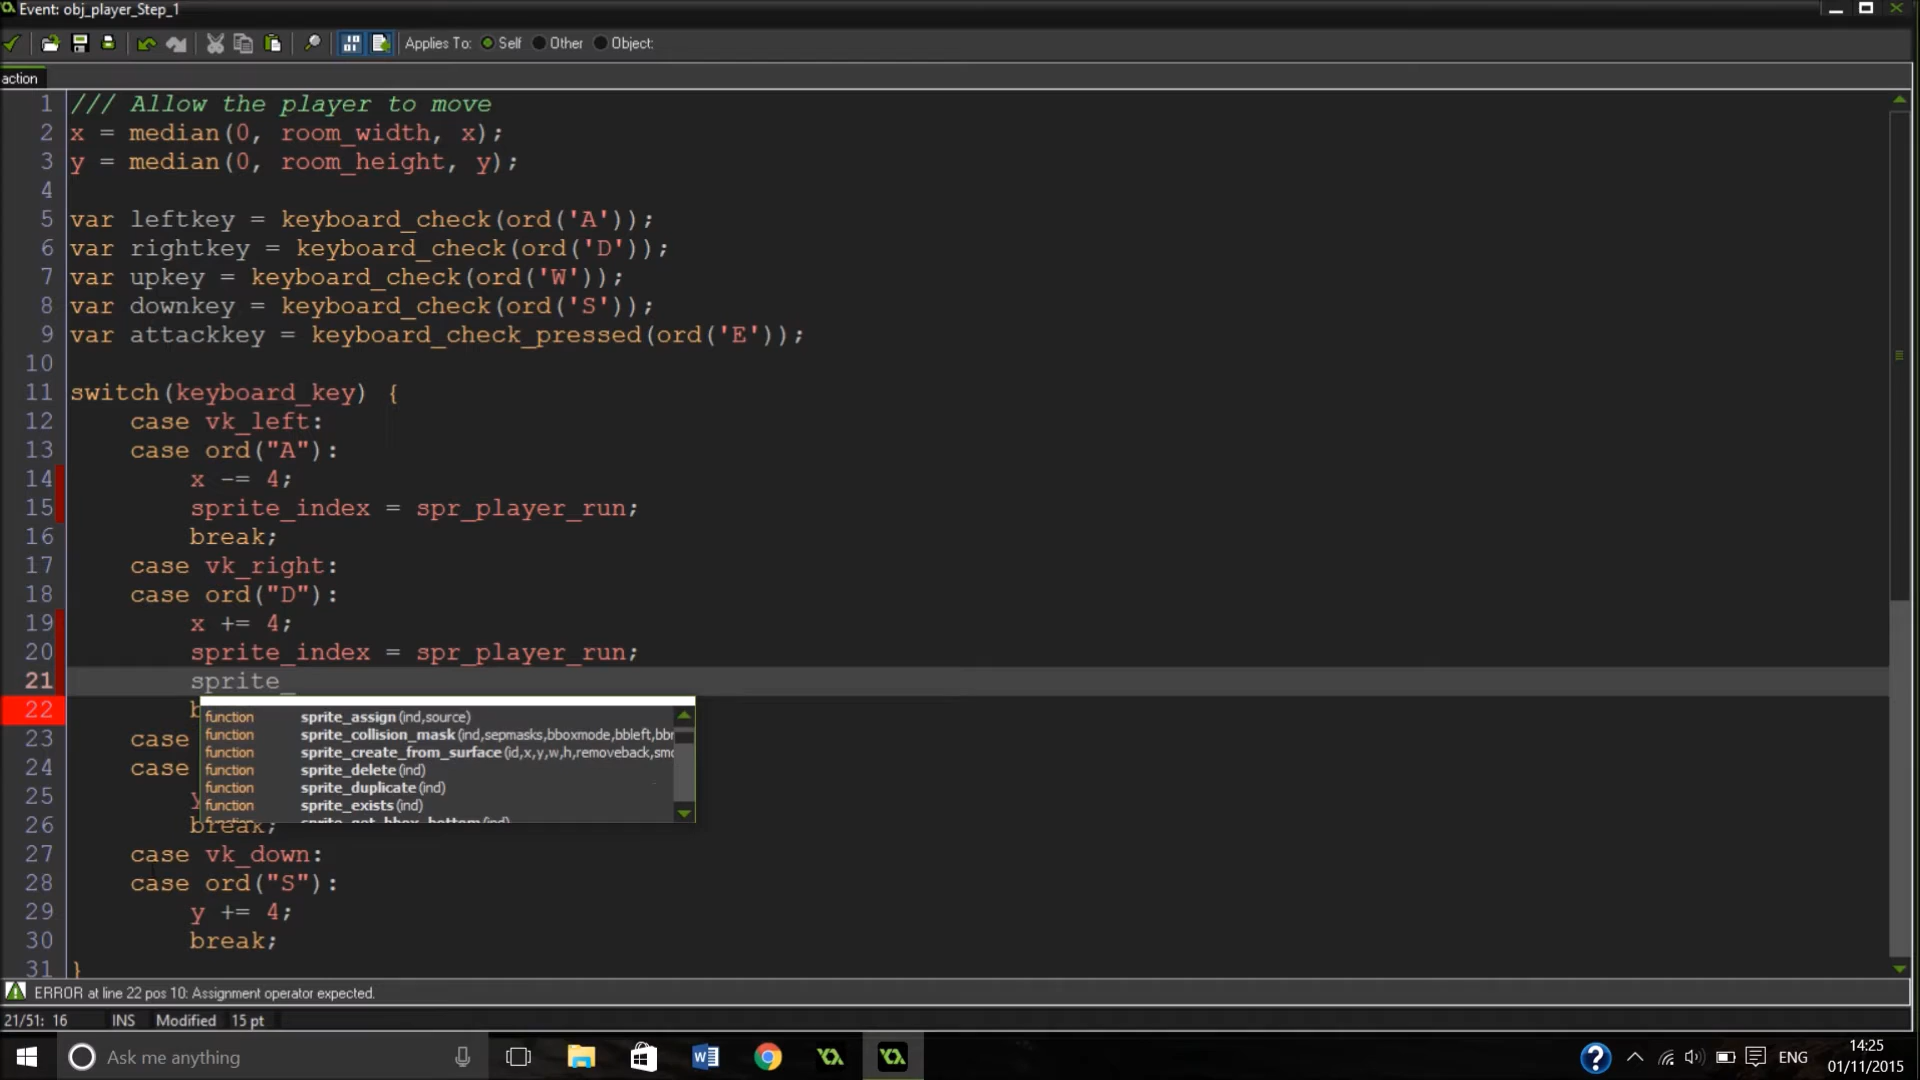 Event: obj_player_Step_1
Applies To: Self Other Object:
action
1 /// Allow the player to move
2 x = median(0, room_width, x);
3 y = median(0, room_height, y);
4
5 var leftkey = keyboard_check(ord('A'));
6 var rightkey = keyboard_check(ord('D'));
7 var upkey = keyboard_check(ord('W'));
8 var downkey = keyboard_check(ord('S'));
9 var attackkey = keyboard_check_pressed(ord('E'));
10
11 switch(keyboard_key) {
12 case vk_left:
13 case ord("A"):
14 x -= 4;
15 sprite_index = spr_player_run;
16 break;
17 case vk_right:
18 case ord("D"):
19 x += 4;
20 sprite_index = spr_player_run;
21 sprite_
22
function sprite_assign(ind,source)
function sprite_collision_mask(ind,sepmasks,bboxmode,bbleft,bbr
23 case
function sprite_create_from_surface(id,x,y,w,h,removeback,smo
24 case
function sprite_delete(ind)
function sprite_duplicate(ind)
25 y
function sprite_exists(ind)
function sprite_get_bbox_bottom(ind)
26 break;
27 case vk_down:
28 case ord("S"):
29 y += 4;
30 break;
31 }
ERROR at line 22 pos 10: Assignment operator expected.
21/51: 16 INS Modified 15 pt
Ask me anything
ENG
14:25
01/11/2015